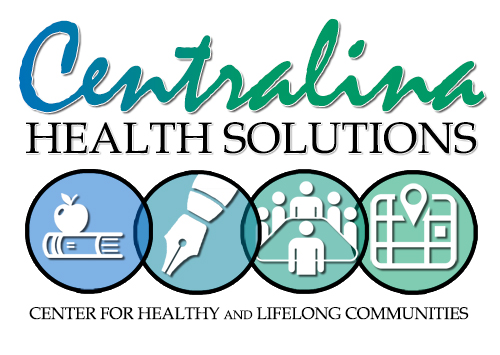 Centralina
HEALTH SOLUTIONS
CENTER FOR HEALTHY AND LIFELONG COMMUNITIES